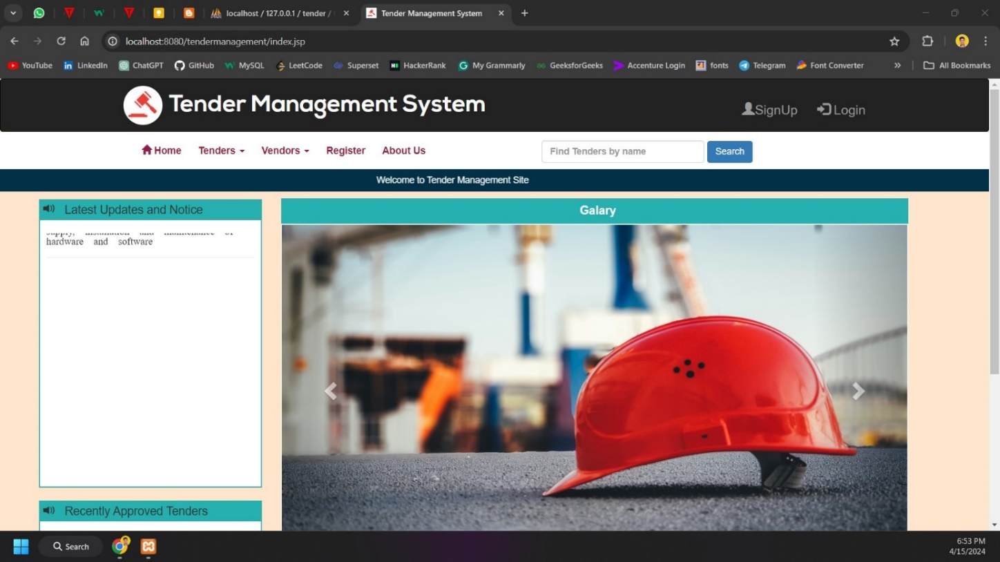 localhost / 127.0.0.1 / tender /
Tender Management System
localhost:8080/tendermanagement/index.jsp
YouTube LinkedIn ChatGPT GitHub MySQL LeetCode Superset HackerRank My Grammarly GeeksforGeeks Accenture Login fonts Telegram Font Converter » All Bookmarks
Tender Management System
SignUp Login
Home Tenders Vendors Register About Us Find Tenders by name Search
Welcome to Tender Management Site
Latest Updates and Notice
supply, installation and maintenance of
hardware and software
Galary
Recently Approved Tenders
Search
6:53 PM
4/15/2024